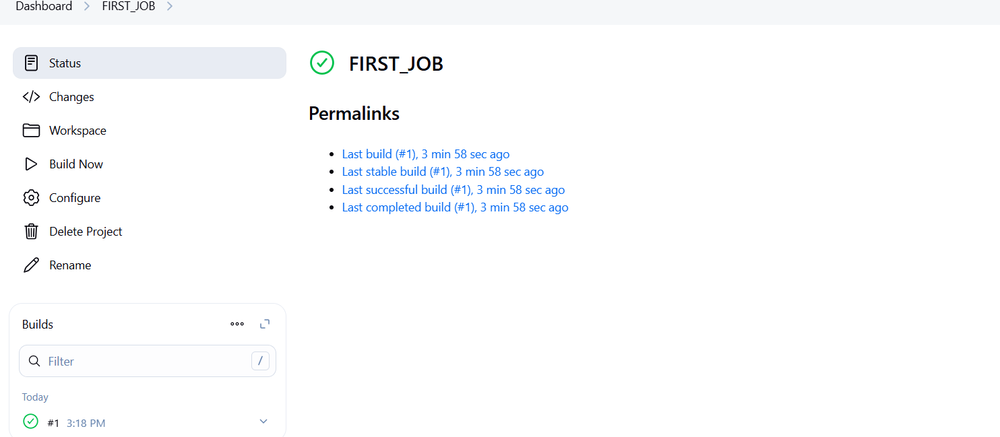 Dashboard > FIRST_JOB >
Status
Changes
Workspace
Build Now
Configure
Delete Project
Rename
Builds
Filter /
Today
#1 3:18 PM
FIRST_JOB
Permalinks
Last build (#1), 3 min 58 sec ago
Last stable build (#1), 3 min 58 sec ago
Last successful build (#1), 3 min 58 sec ago
Last completed build (#1), 3 min 58 sec ago